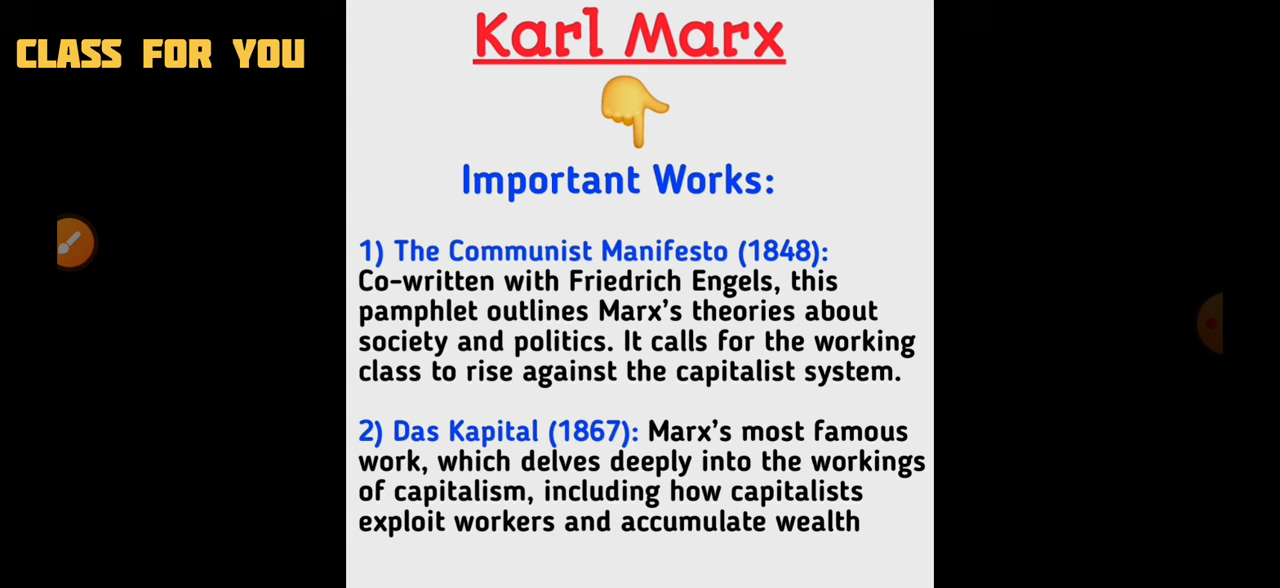 CLASS FOR YOU
Karl Marx
Important Works:
1) The Communist Manifesto (1848):
Co-written with Friedrich Engels, this
pamphlet outlines Marx's theories about
society and politics. It calls for the working
class to rise against the capitalist system.
2) Das Kapital (1867): Marx's most famous
work, which delves deeply into the workings
of capitalism, including how capitalists
exploit workers and accumulate wealth